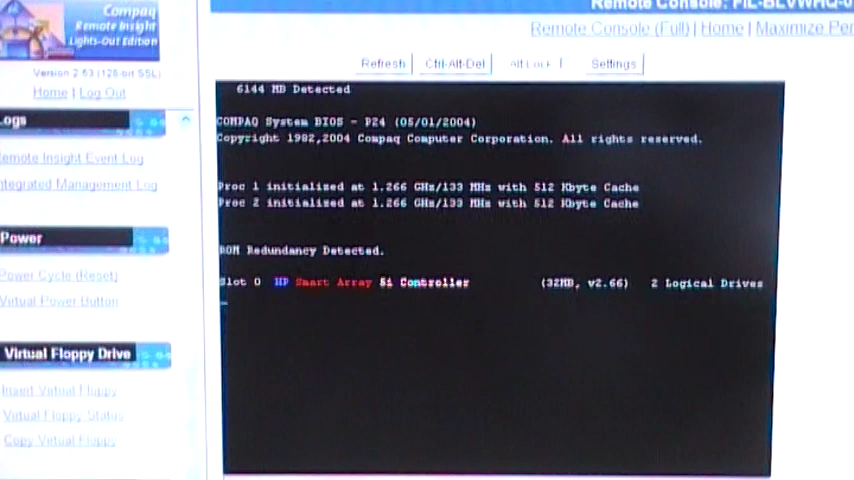 Compaq
Remote Insight
Lights-Out Edition
Version 2.53 (128-bit SSL)
Home | Log Out
Logs
Remote Insight Event Log
Integrated Management Log
Power
Power Cycle (Reset)
Virtual Power Button
Virtual Floppy Drive
Insert Virtual Floppy
Virtual Floppy Status
Copy Virtual Floppy
Remote Console:
Remote Console (Full) | Home | Maximize
Refresh Ctrl-Alt-Del Alt Lock Settings
6144 MB Detected
COMPAQ System BIOS - P24 (05/01/2004)
Copyright 1982,2004 Compaq Computer Corporation. All rights reserved.
Proc 1 initialized at 1.266 GHz/133 MHz with 512 Kbyte Cache
Proc 2 initialized at 1.266 GHz/133 MHz with 512 Kbyte Cache
ROM Redundancy Detected.
Slot 0 HP Smart Array 5i Controller (32MB, v2.66) 2 Logical Drives